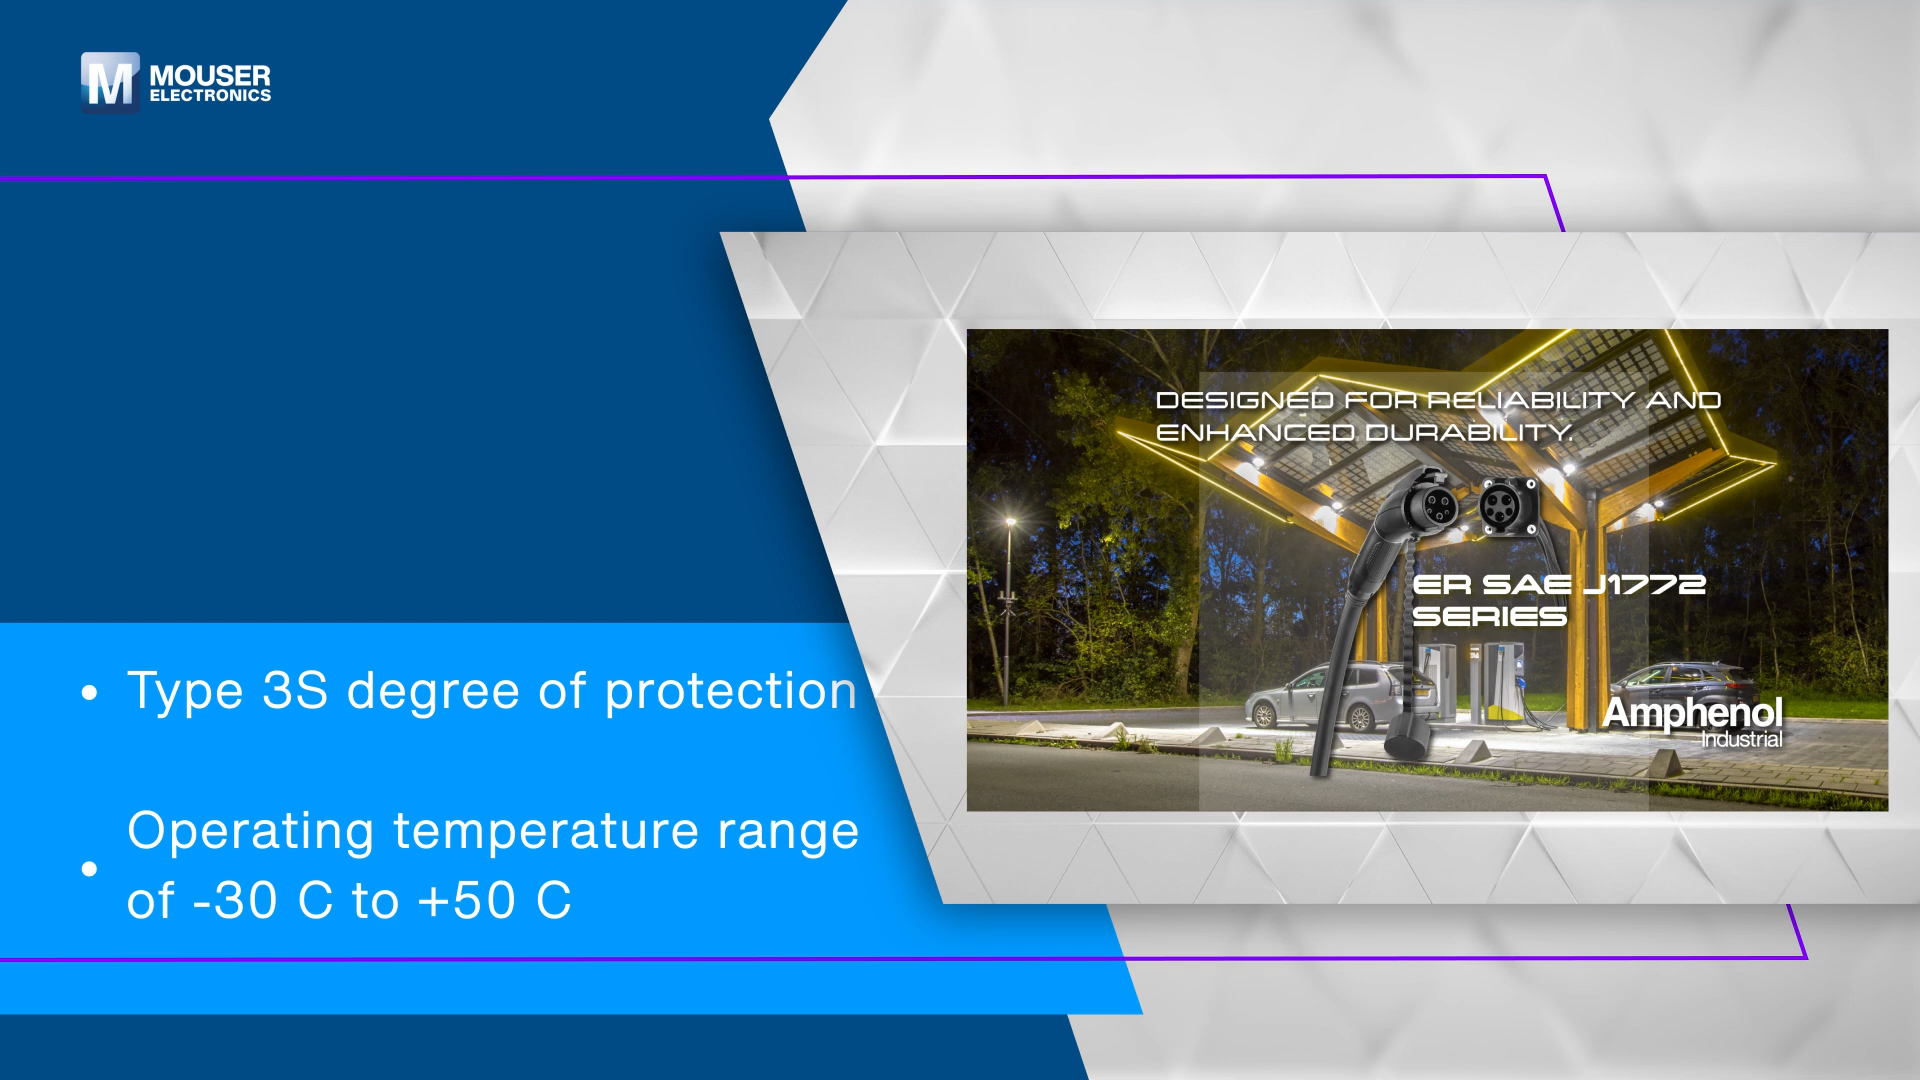 M MOUSER
ELECTRONICS
DESIGNED FOR RELIABILITY AND
ENHANCED DURABILITY.
ER SAE J1772
SERIES
Amphenol
Industrial
• Type 3S degree of protection
• Operating temperature range
of -30 C to +50 C